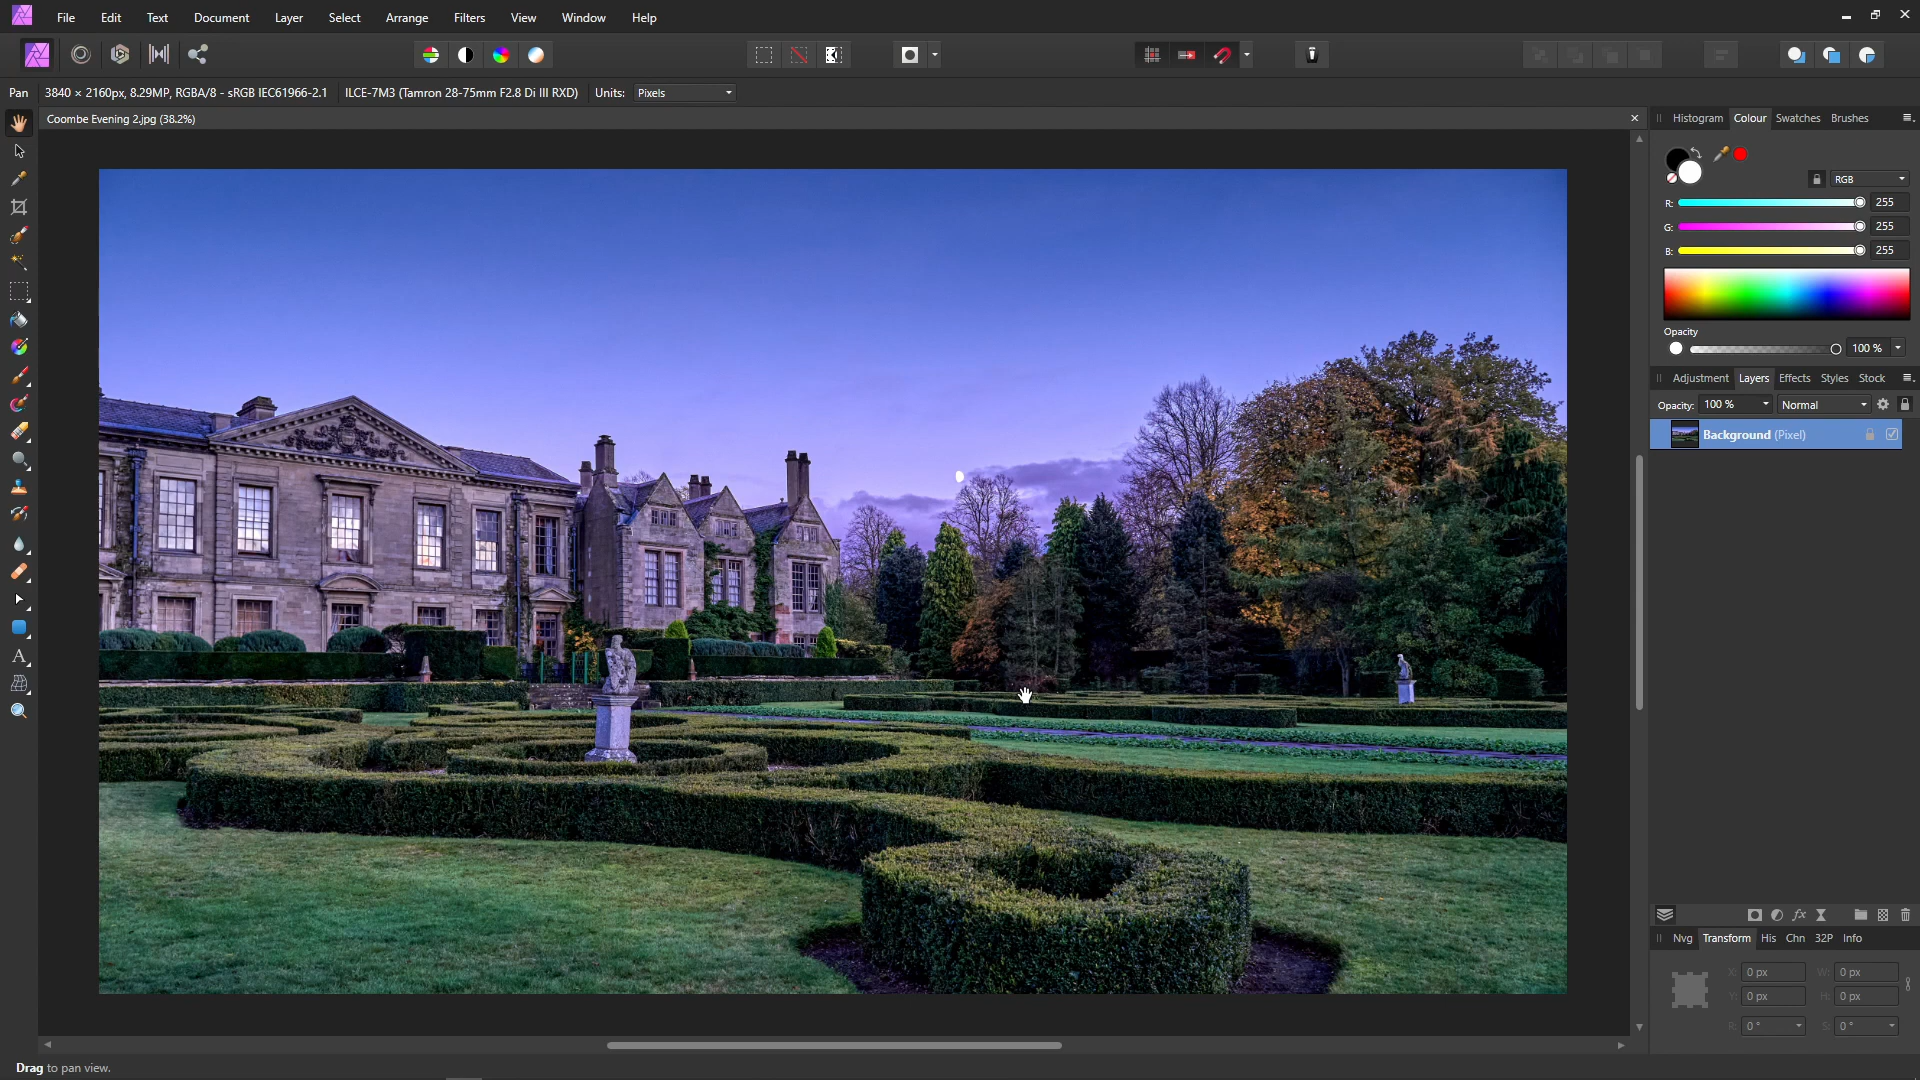 File Edit Text Document Layer Select Arrange Filters View Window Help
Pan 3840 × 2160px, 8.29MP, RGBA/8 - sRGB IEC61966-2.1 ILCE-7M3 (Tamron 28-75mm F2.8 Di III RXD) Units: Pixels
Coombe Evening 2.jpg (38.2%)
Histogram Colour Swatches Brushes
RGB
R: 255
G: 255
B: 255
Opacity
100 %
Adjustment Layers Effects Styles Stock
Opacity: 100 % Normal
Background (Pixel)
fx
Nvg Transform His Chn 32P Info
X: 0 px W: 0 px
Y: 0 px H: 0 px
R: 0 ° S: 0 °
Drag to pan view.